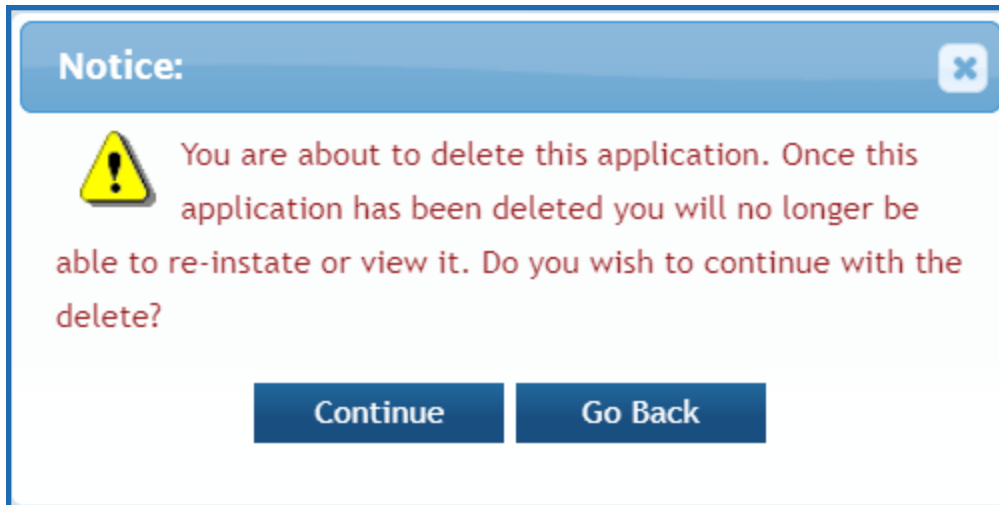 Notice:
You are about to delete this application. Once this
application has been deleted you will no longer be
able to re-instate or view it. Do you wish to continue with the
delete?
Continue
Go Back